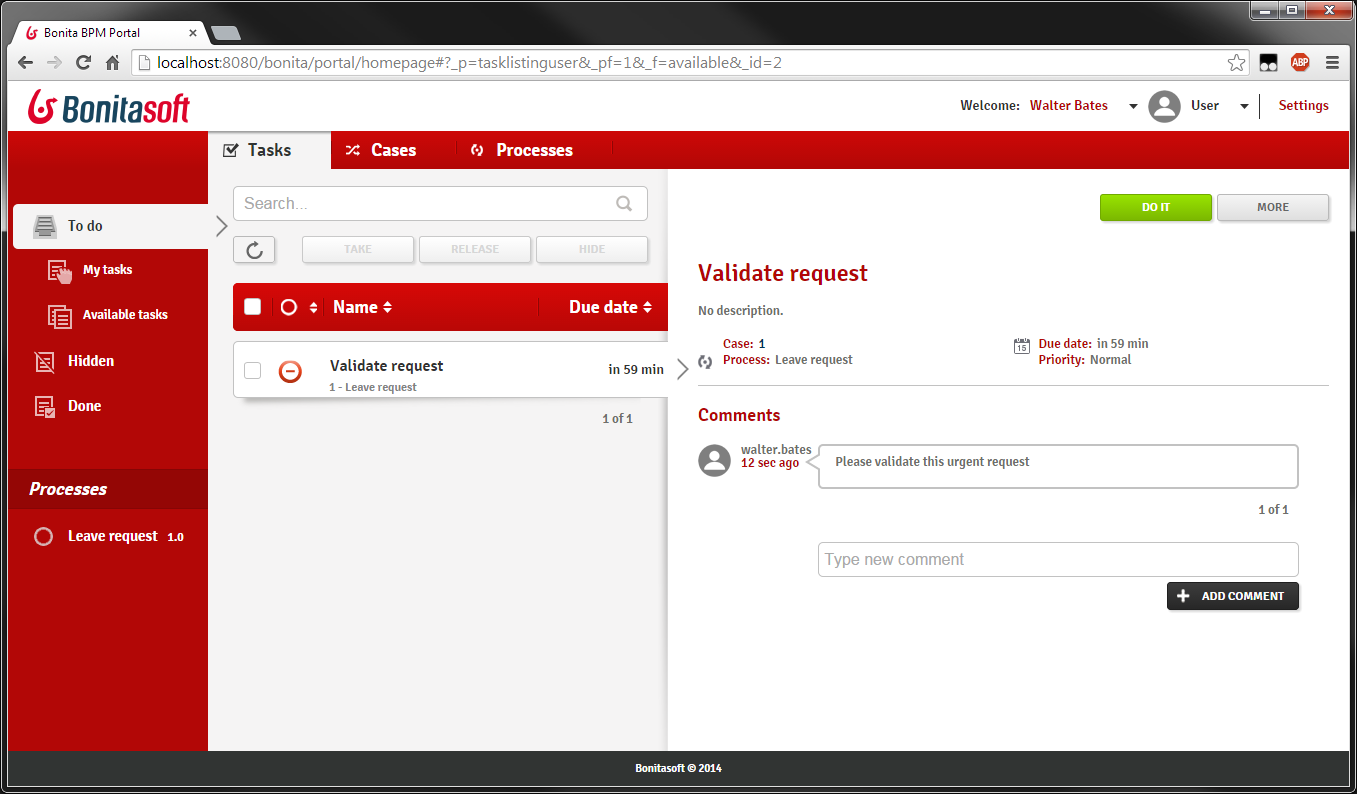 Bonita BPM Portal
localhost:8080/bonita/portal/homepage#?_p=tasklistinguser&_pf=1&_f=available&_id=2
ABP
Bonitasoft
Welcome: Walter Bates
User
Settings
Tasks
Cases
Processes
To do
My tasks
Available tasks
Hidden
Done
Processes
Leave request 1.0
Search...
TAKE
RELEASE
HIDE
Name
Due date
Validate request
in 59 min
1 - Leave request
1 of 1
DO IT
MORE
Validate request
No description.
Case: 1
Process: Leave request
15
Due date: in 59 min
Priority: Normal
Comments
walter.bates
12 sec ago
Please validate this urgent request
1 of 1
Type new comment
ADD COMMENT
Bonitasoft © 2014